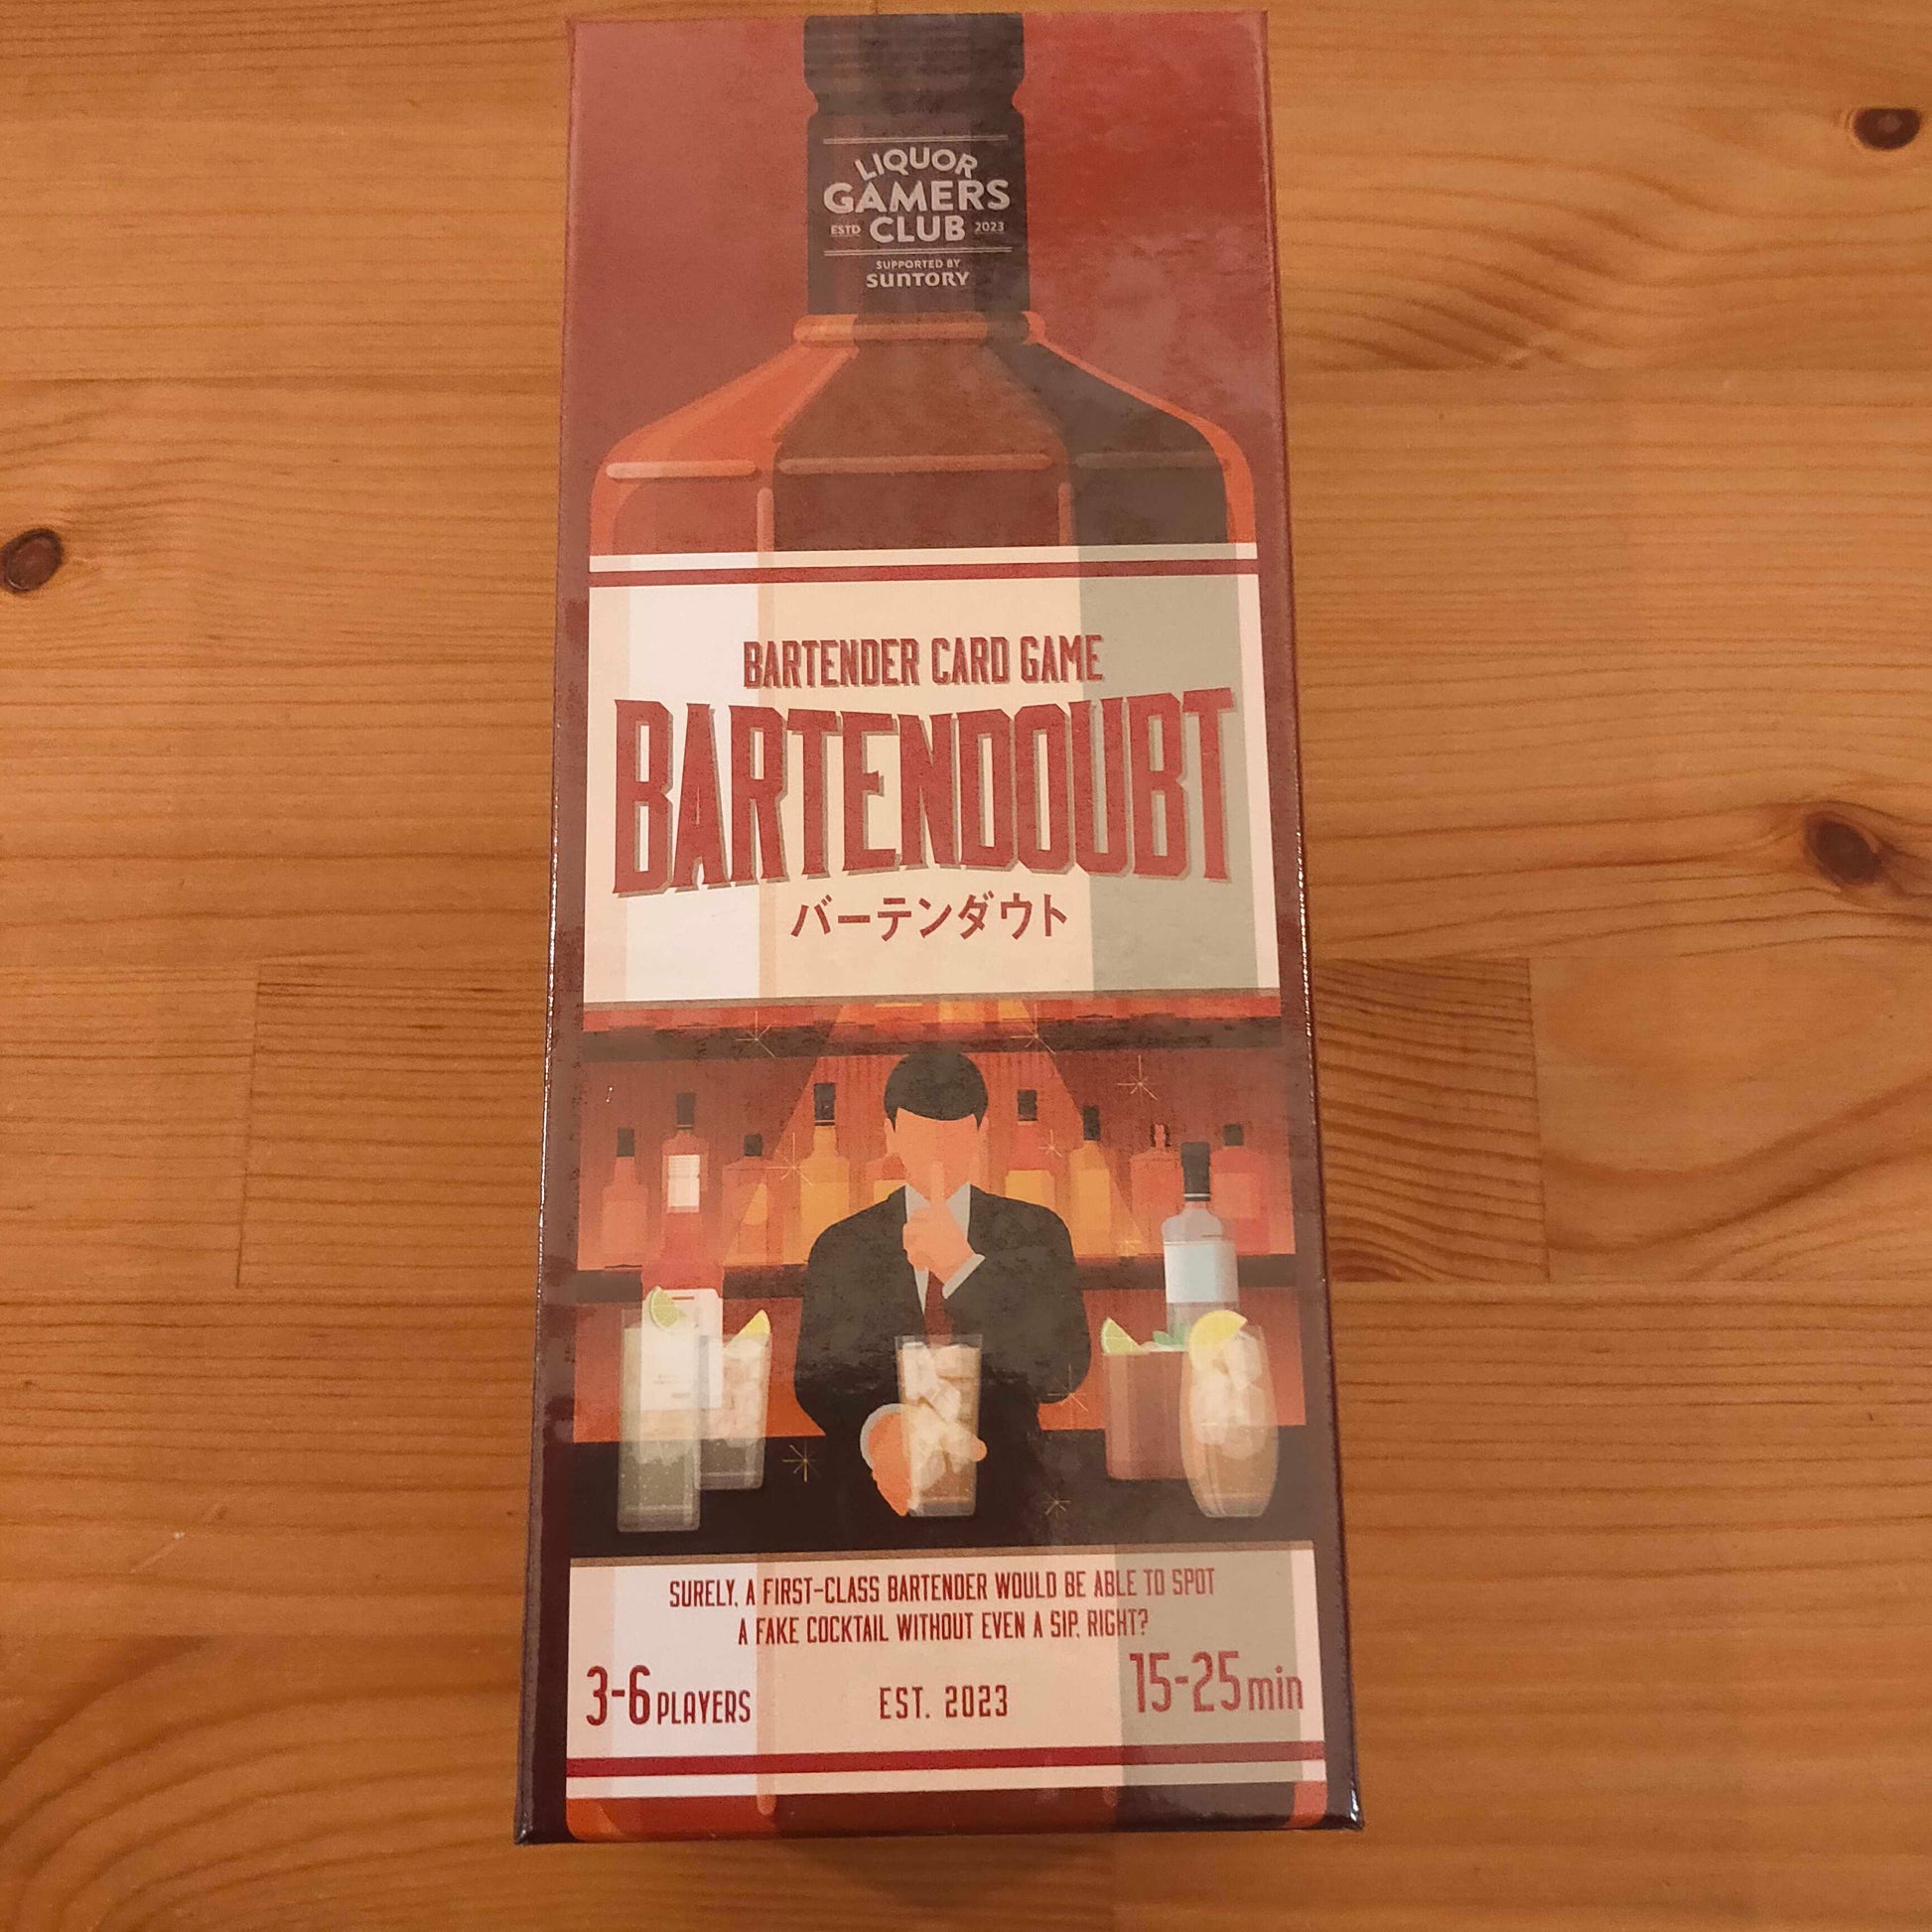 LIQUOR
GAMERS
ESTD CLUB 2023
SUPPORTED BY
SUNTORY
BARTENDER CARD GAME
BARTENDOUBT
バーテンダウト
SURELY, A FIRST-CLASS BARTENDER WOULD BE ABLE TO SPOT
A FAKE COCKTAIL WITHOUT EVEN A SIP, RIGHT?
3-6 PLAYERS EST. 2023 15-25min